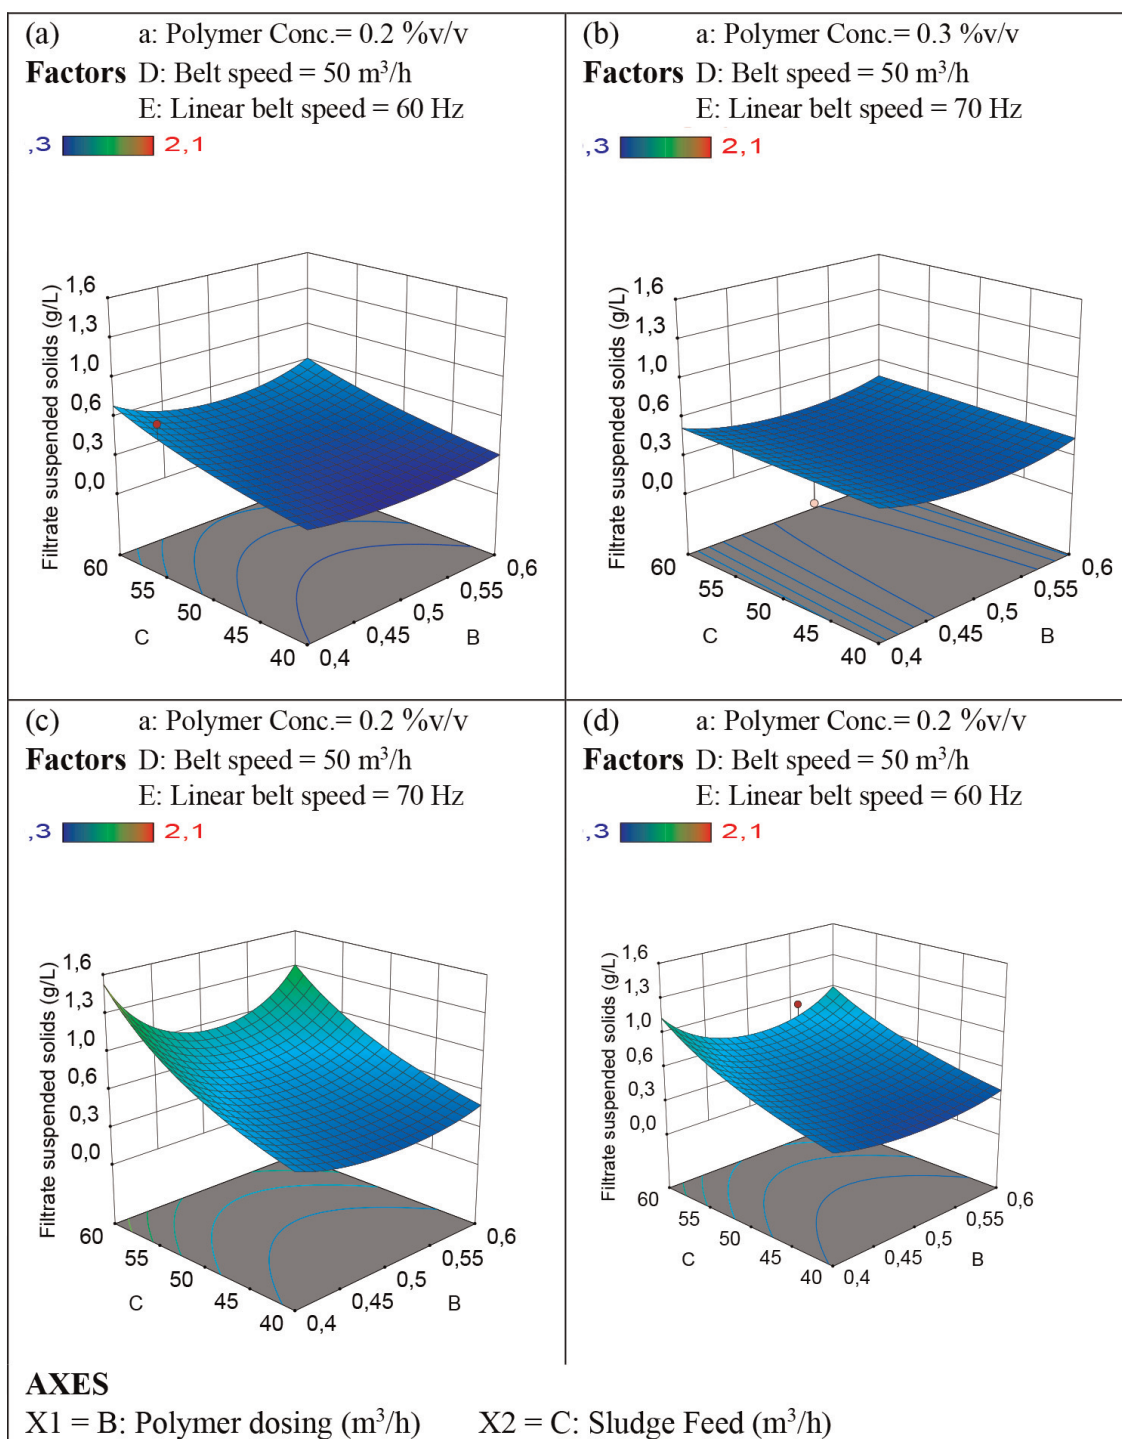 (a) a: Polymer Conc.= 0.2 %v/v
Factors D: Belt speed = 50 m³/h
E: Linear belt speed = 60 Hz
,3 2,1
Filtrate suspended solids (g/L)
1,6
1,3
1,0
0,6
0,3
0,0
60
55
50
45
40
C
0,4
0,45
0,5
0,55
0,6
B
(b) a: Polymer Conc.= 0.3 %v/v
Factors D: Belt speed = 50 m³/h
E: Linear belt speed = 70 Hz
,3 2,1
Filtrate suspended solids (g/L)
1,6
1,3
1,0
0,6
0,3
0,0
60
55
50
45
40
C
0,4
0,45
0,5
0,55
0,6
B
(c) a: Polymer Conc.= 0.2 %v/v
Factors D: Belt speed = 50 m³/h
E: Linear belt speed = 70 Hz
,3 2,1
Filtrate suspended solids (g/L)
1,6
1,3
1,0
0,6
0,3
0,0
60
55
50
45
40
C
0,4
0,45
0,5
0,55
0,6
B
(d) a: Polymer Conc.= 0.2 %v/v
Factors D: Belt speed = 50 m³/h
E: Linear belt speed = 60 Hz
,3 2,1
Filtrate suspended solids (g/L)
1,6
1,3
1,0
0,6
0,3
0,0
60
55
50
45
40
C
0,4
0,45
0,5
0,55
0,6
B
AXES
X1 = B: Polymer dosing (m³/h) X2 = C: Sludge Feed (m³/h)